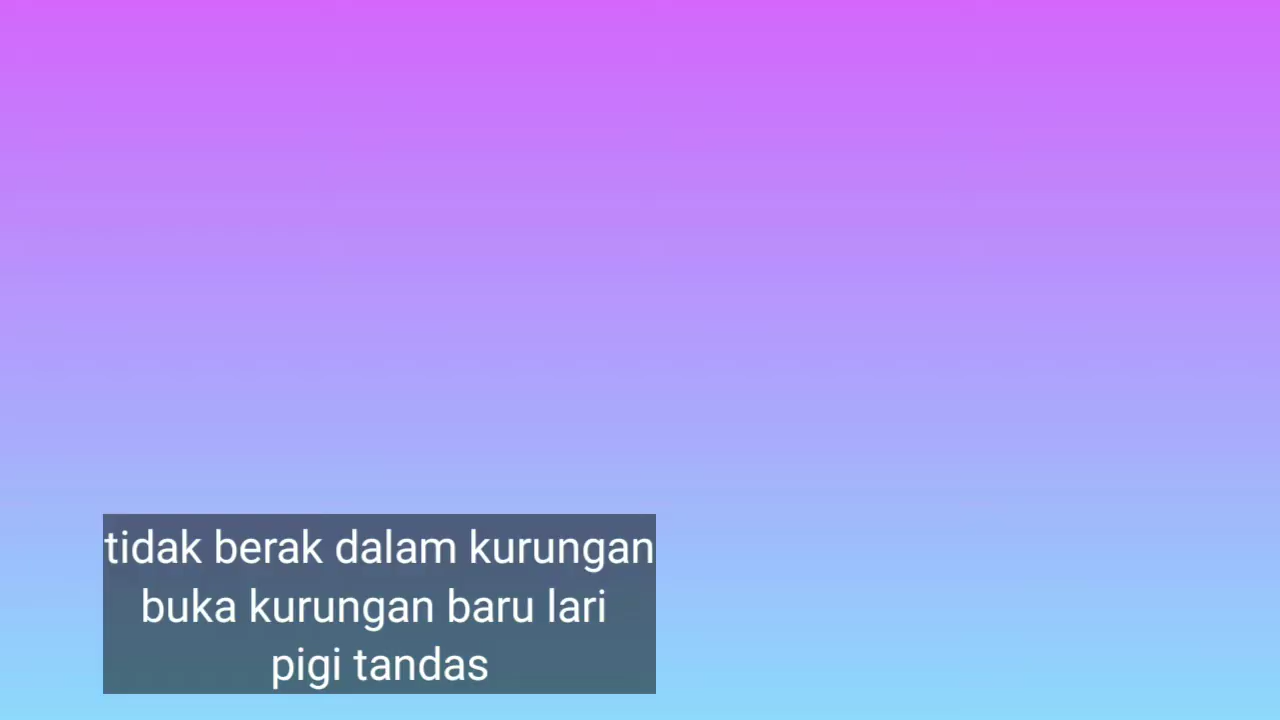 tidak berak dalam kurungan
buka kurungan baru lari
pigi tandas